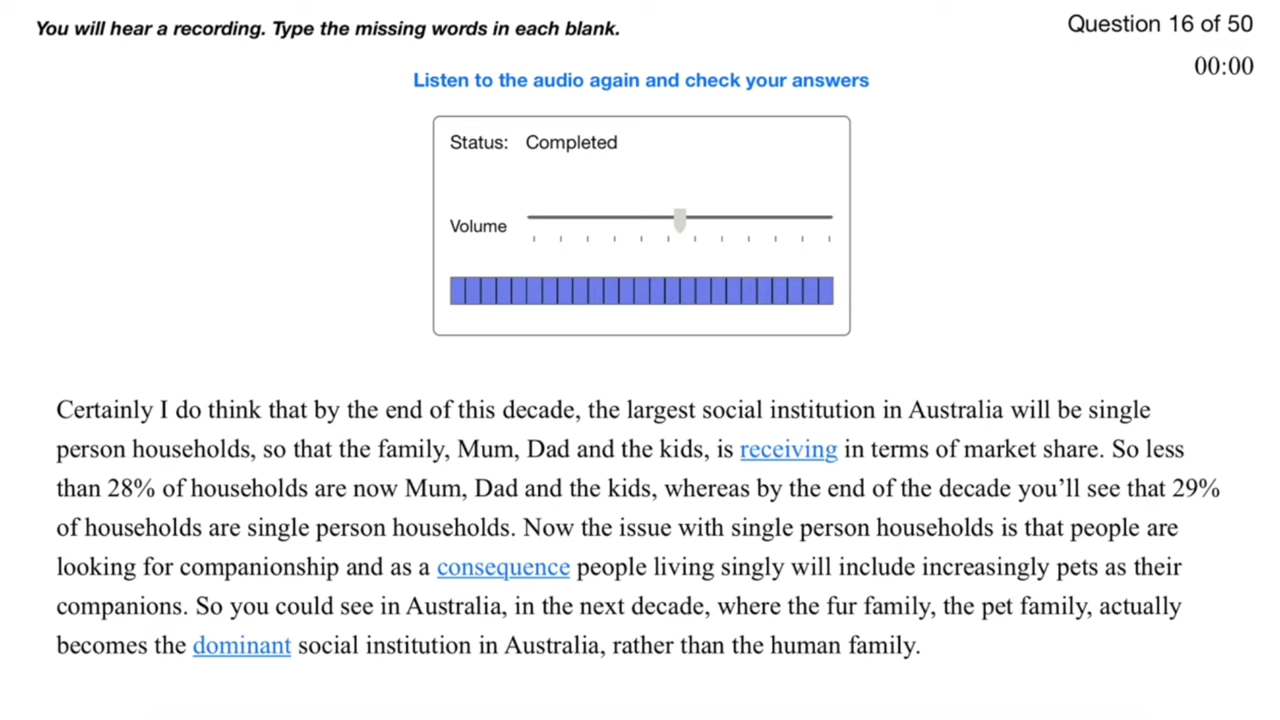 You will hear a recording. Type the missing words in each blank.
Question 16 of 50
00:00
Listen to the audio again and check your answers
Status: Completed
Volume
Certainly I do think that by the end of this decade, the largest social institution in Australia will be single
person households, so that the family, Mum, Dad and the kids, is receiving in terms of market share. So less
than 28% of households are now Mum, Dad and the kids, whereas by the end of the decade you’ll see that 29%
of households are single person households. Now the issue with single person households is that people are
looking for companionship and as a consequence people living singly will include increasingly pets as their
companions. So you could see in Australia, in the next decade, where the fur family, the pet family, actually
becomes the dominant social institution in Australia, rather than the human family.